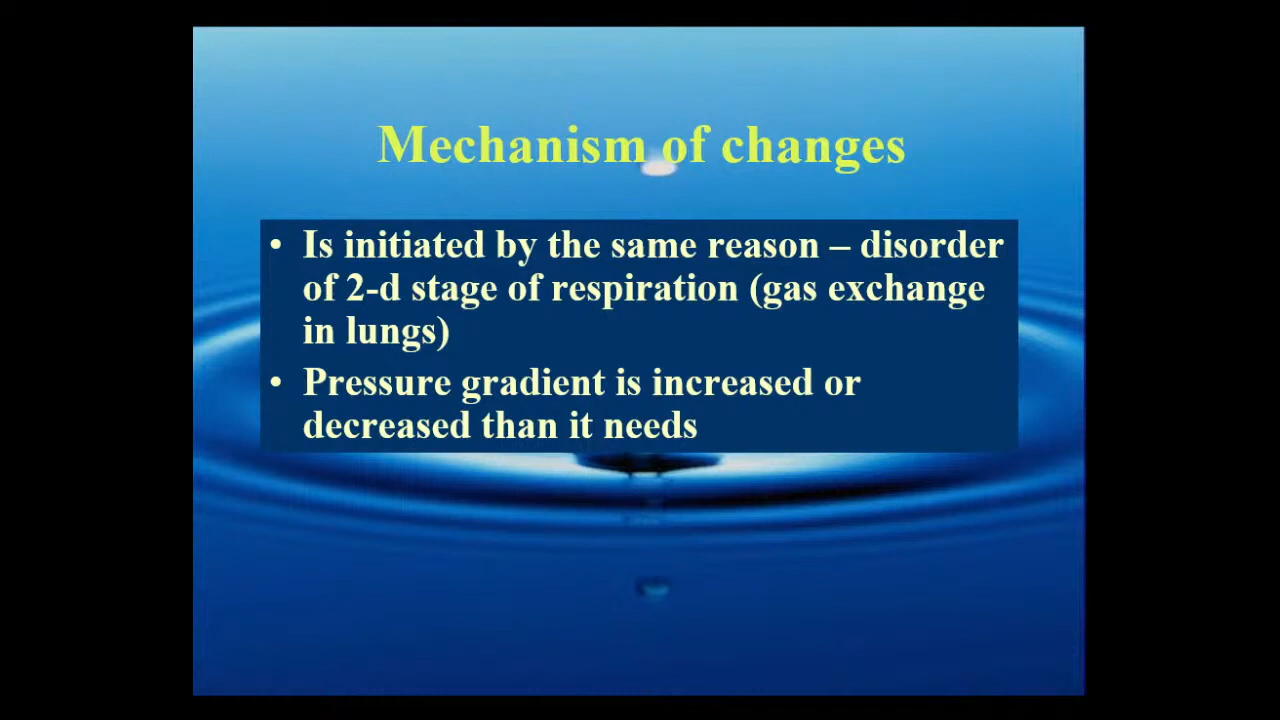 Mechanism of changes
• Is initiated by the same reason – disorder
of 2-d stage of respiration (gas exchange
in lungs)
• Pressure gradient is increased or
decreased than it needs